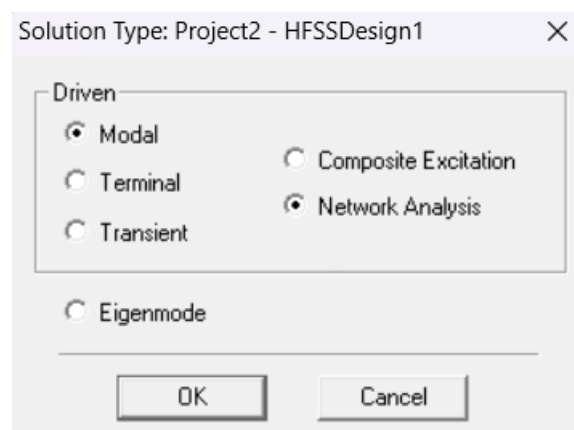 Solution Type: Project2 - HFSSDesign1
Driven
Modal
Composite Excitation
Terminal
Network Analysis
Transient
Eigenmode
OK Cancel